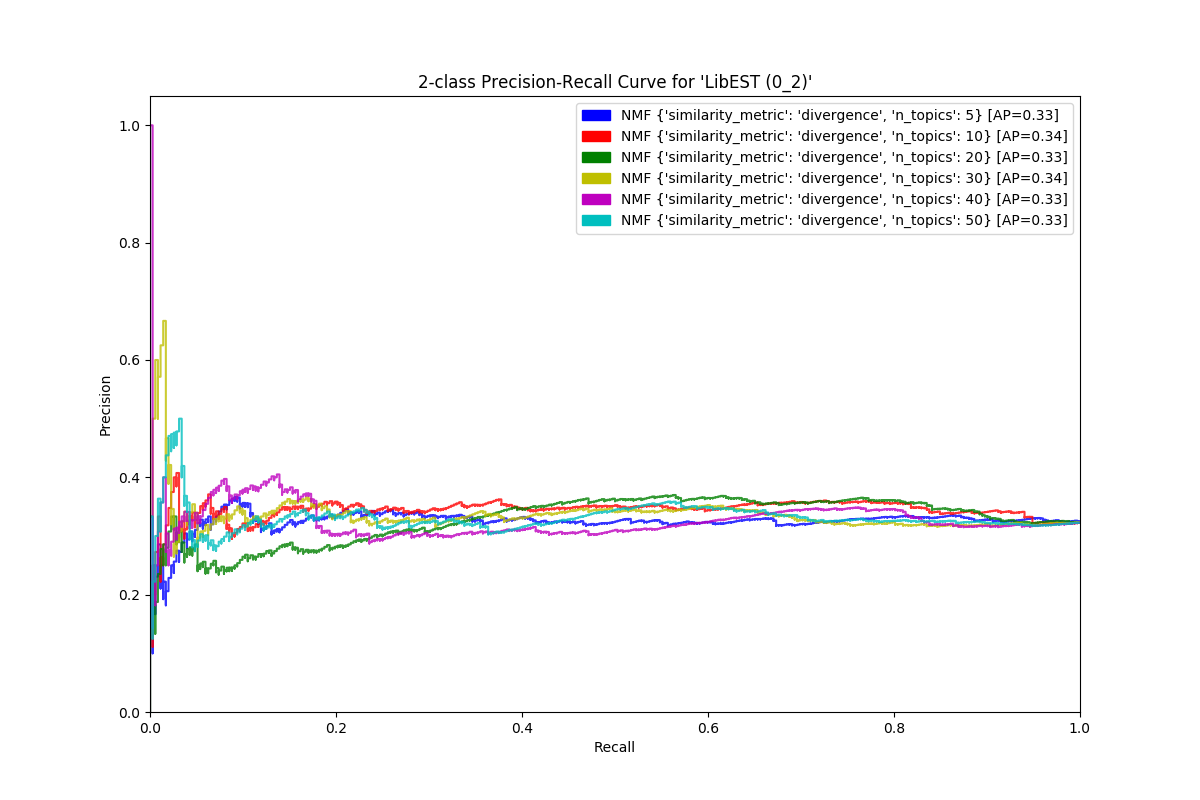 2-class Precision-Recall Curve for 'LibEST (0_2)'
NMF {'similarity_metric': 'divergence', 'n_topics': 5} [AP=0.33]
NMF {'similarity_metric': 'divergence', 'n_topics': 10} [AP=0.34]
NMF {'similarity_metric': 'divergence', 'n_topics': 20} [AP=0.33]
NMF {'similarity_metric': 'divergence', 'n_topics': 30} [AP=0.34]
NMF {'similarity_metric': 'divergence', 'n_topics': 40} [AP=0.33]
NMF {'similarity_metric': 'divergence', 'n_topics': 50} [AP=0.33]
Precision
1.0
0.8
0.6
0.4
0.2
0.0
0.0 0.2 0.4 0.6 0.8 1.0
Recall